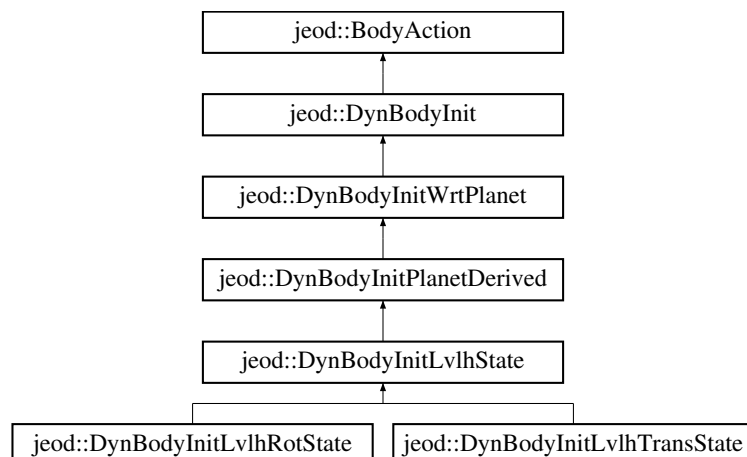 jeod::BodyAction
jeod::DynBodyInit
jeod::DynBodyInitWrtPlanet
jeod::DynBodyInitPlanetDerived
jeod::DynBodyInitLvlhState
jeod::DynBodyInitLvlhRotState
jeod::DynBodyInitLvlhTransState